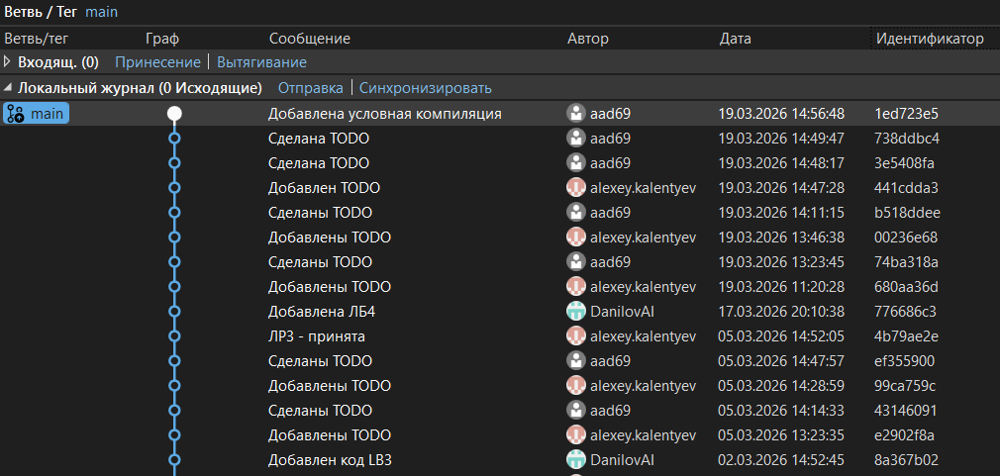 Ветвь / Тег main
Ветвь/тег Граф Сообщение Автор Дата Идентификатор
Входящ. (0) Принесение Вытягивание
Локальный журнал (0 Исходящие) Отправка Синхронизировать
main Добавлена условная компиляция aad69 19.03.2026 14:56:48 1ed723e5
Сделана TODO aad69 19.03.2026 14:49:47 738ddbc4
Сделана TODO aad69 19.03.2026 14:48:17 3e5408fa
Добавлен TODO alexey.kalentyev 19.03.2026 14:47:28 441cdda3
Сделаны TODO aad69 19.03.2026 14:11:15 b518ddee
Добавлены TODO alexey.kalentyev 19.03.2026 13:46:38 00236e68
Сделаны TODO aad69 19.03.2026 13:23:45 74ba318a
Добавлены TODO alexey.kalentyev 19.03.2026 11:20:28 680aa36d
Добавлена ЛБ4 DanilovAI 17.03.2026 20:10:38 776686c3
ЛР3 - принята alexey.kalentyev 05.03.2026 14:52:05 4b79ae2e
Сделаны TODO aad69 05.03.2026 14:47:57 ef355900
Добавлены TODO alexey.kalentyev 05.03.2026 14:28:59 99ca759c
Сделаны TODO aad69 05.03.2026 14:14:33 43146091
Добавлены TODO alexey.kalentyev 05.03.2026 13:23:35 e2902f8a
Добавлен код LB3 DanilovAI 02.03.2026 14:52:45 8a367b02